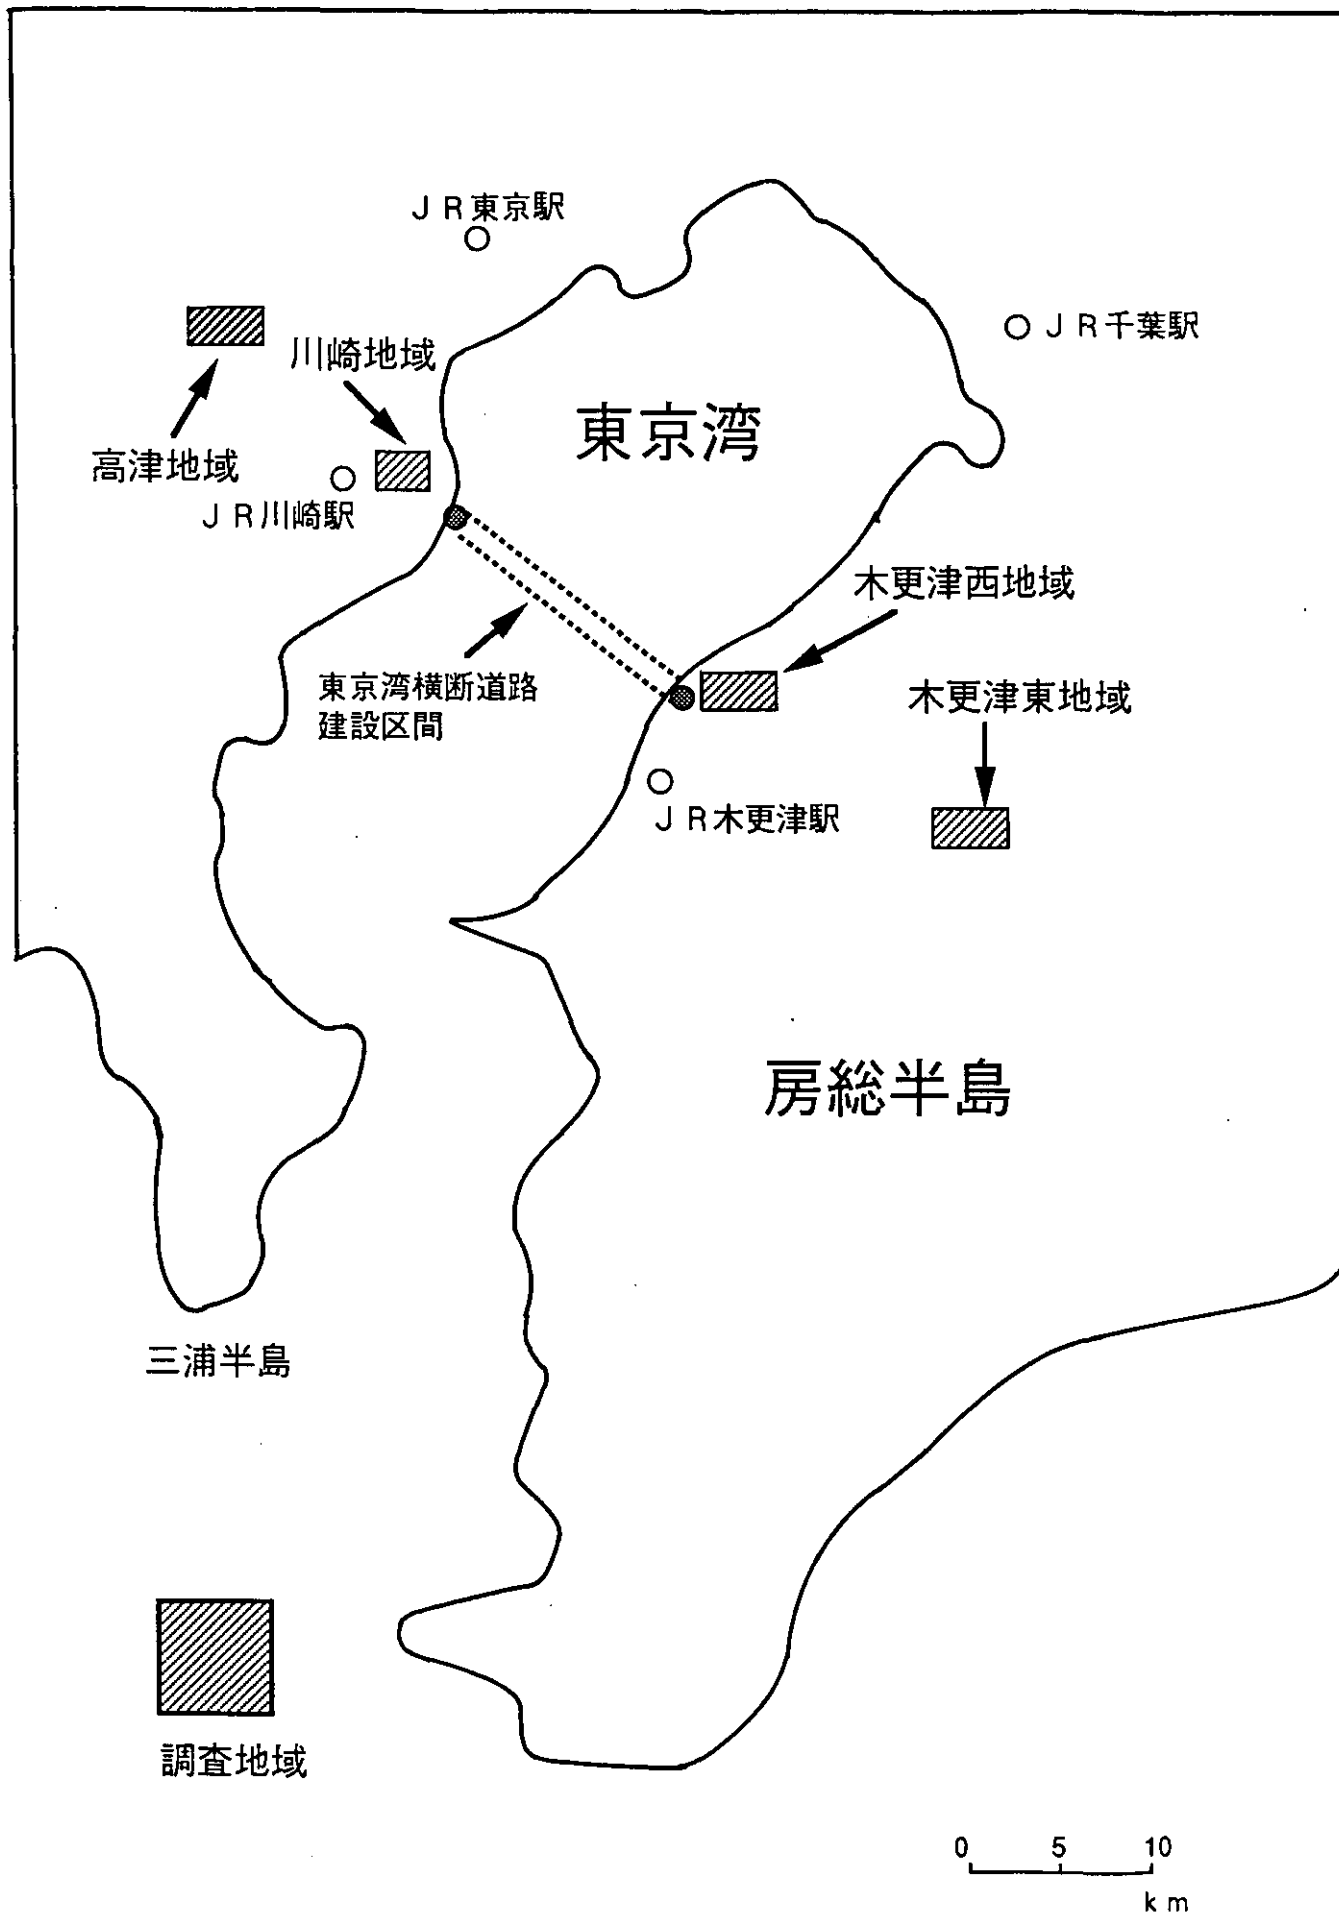 ＪＲ東京駅
ＪＲ千葉駅
川崎地域
東京湾
高津地域
ＪＲ川崎駅
木更津西地域
東京湾横断道路
建設区間
木更津東地域
ＪＲ木更津駅
房総半島
三浦半島
調査地域
0 5 10
ｋｍ